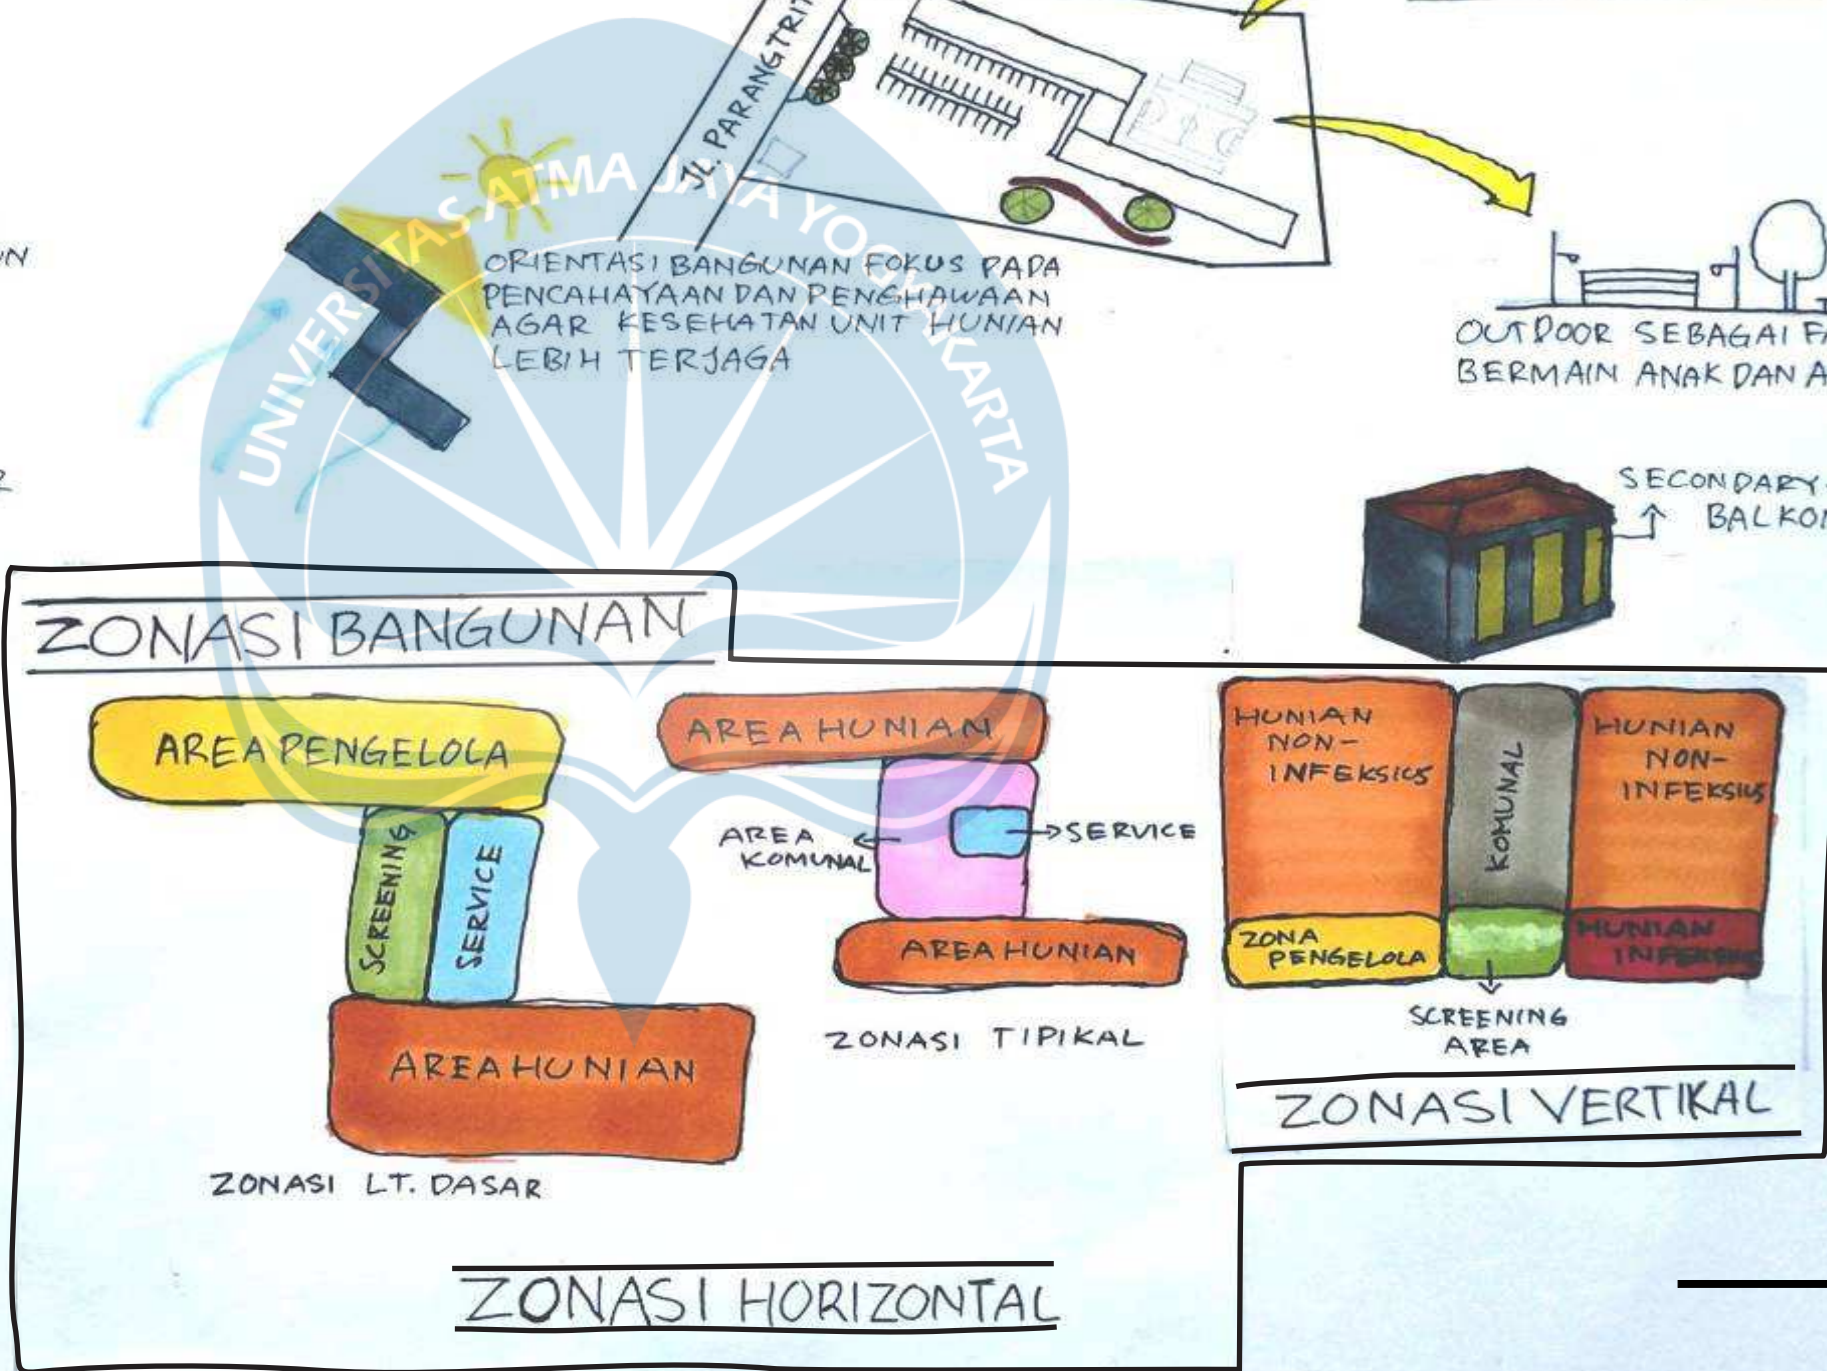 JL. PARANGTRIT
UNIVERSITAS ATMA JAYA YOGYAKARTA
ORIENTASI BANGUNAN FOKUS PADA
PENCAHAYAAN DAN PENGHAWAAN
AGAR KESEHATAN UNIT HUNIAN
LEBIH TERJAGA
OUTDOOR SEBAGAI FA
BERMAIN ANAK DAN A
SECONDARY
BALKON
ZONASI BANGUNAN
AREA PENGELOLA
SCREENING
SERVICE
AREA HUNIAN
ZONASI LT. DASAR
AREA HUNIAN
AREA
KOMUNAL
SERVICE
AREA HUNIAN
ZONASI TIPIKAL
HUNIAN
NON-
INFEKSIUS
KOMUNAL
HUNIAN
NON-
INFEKSIUS
ZONA
PENGELOLA
HUNIAN
INFEKSIUS
SCREENING
AREA
ZONASI VERTIKAL
ZONASI HORIZONTAL